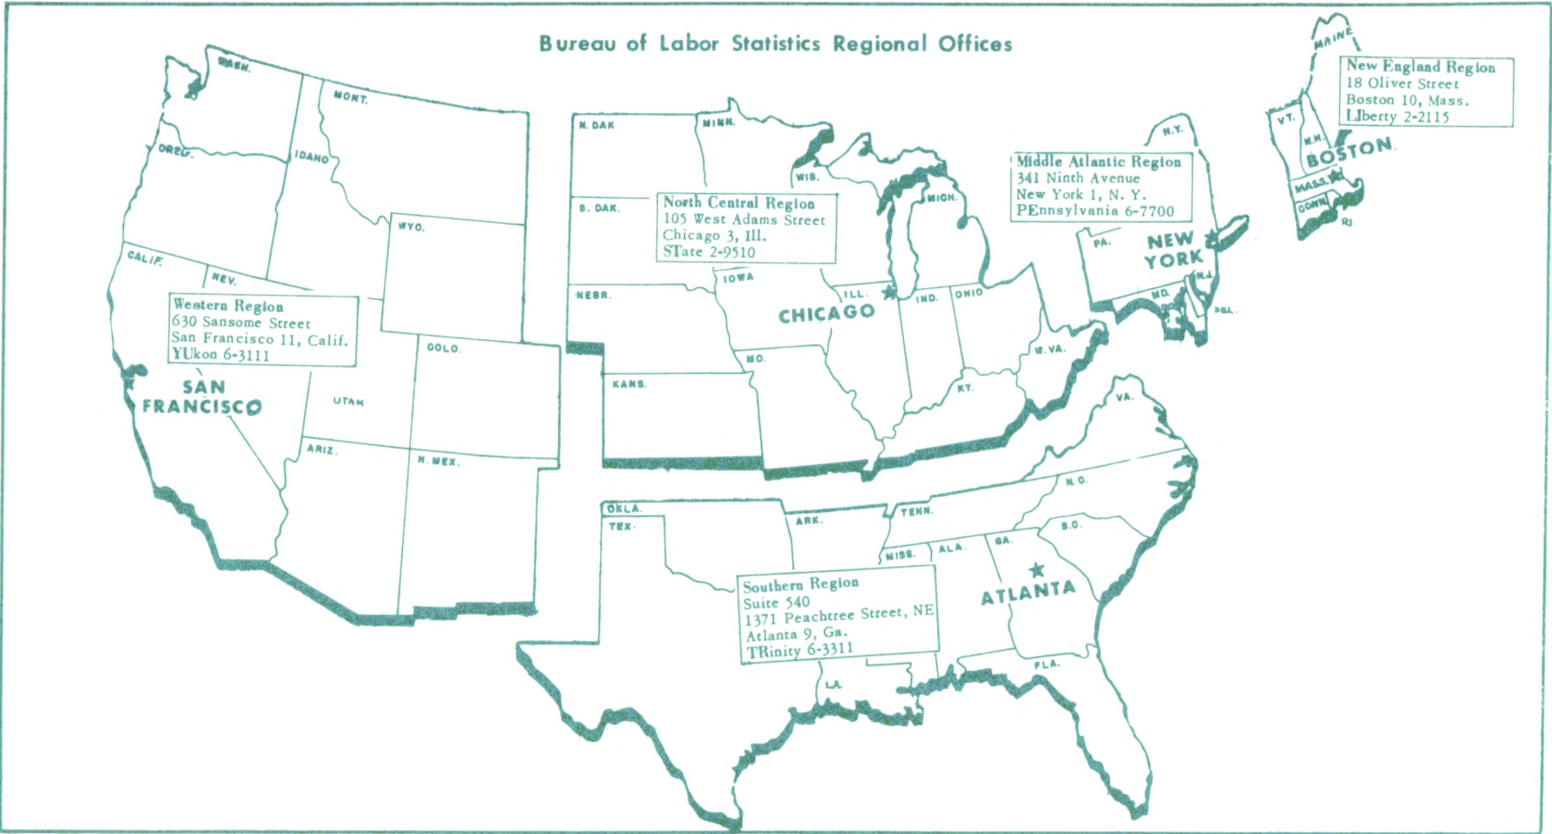 Bureau of Labor Statistics Regional Offices
WASH.
MONT.
OREG.
IDAHO
WYO.
CALIF.
NEV.
Western Region
630 Sansome Street
San Francisco 11, Calif.
YUkon 6-3111
SAN
FRANCISCO
UTAH
COLO.
ARIZ.
N. MEX.
N. DAK
MINN.
S. DAK.
WIS.
MICH.
North Central Region
105 West Adams Street
Chicago 3, Ill.
STate 2-9510
NEBR.
IOWA
ILL.
IND.
OHIO
CHICAGO
MO.
KANS.
KY.
W. VA.
N.Y.
Middle Atlantic Region
341 Ninth Avenue
New York 1, N. Y.
PEnnsylvania 6-7700
PA.
NEW
YORK
N.J.
MD.
DEL.
MAINE
New England Region
18 Oliver Street
Boston 10, Mass.
LIberty 2-2115
VT.
N.H.
BOSTON
MASS.
CONN.
R.I.
VA.
OKLA.
TEX.
ARK.
TENN.
N.C.
S.C.
MISS.
ALA.
GA.
ATLANTA
Southern Region
Suite 540
1371 Peachtree Street, NE
Atlanta 9, Ga.
TRinity 6-3311
LA.
FLA.